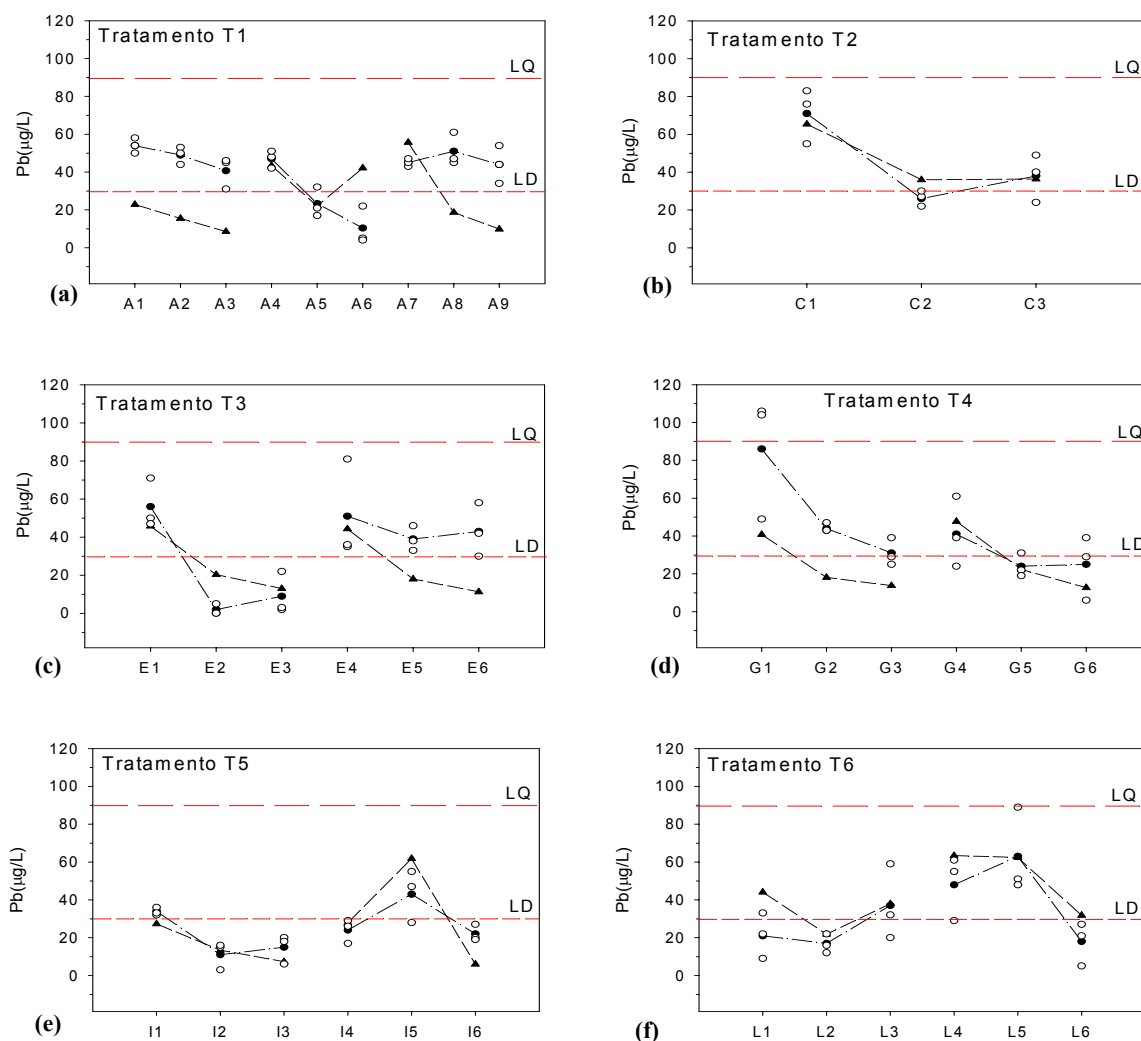 Tratamento T1
120
100
80
60
40
20
0
Pb(µg/L)
LQ
LD
A1 A2 A3 A4 A5 A6 A7 A8 A9
(a)
Tratamento T2
120
100
80
60
40
20
0
Pb(µg/L)
LQ
LD
C1 C2 C3
(b)
Tratamento T3
120
100
80
60
40
20
0
Pb(µg/L)
LQ
LD
E1 E2 E3 E4 E5 E6
(c)
Tratamento T4
120
100
80
60
40
20
0
Pb(µg/L)
LQ
LD
G1 G2 G3 G4 G5 G6
(d)
Tratamento T5
120
100
80
60
40
20
0
Pb(µg/L)
LQ
LD
I1 I2 I3 I4 I5 I6
(e)
Tratamento T6
120
100
80
60
40
20
0
Pb(µg/L)
LQ
LD
L1 L2 L3 L4 L5 L6
(f)